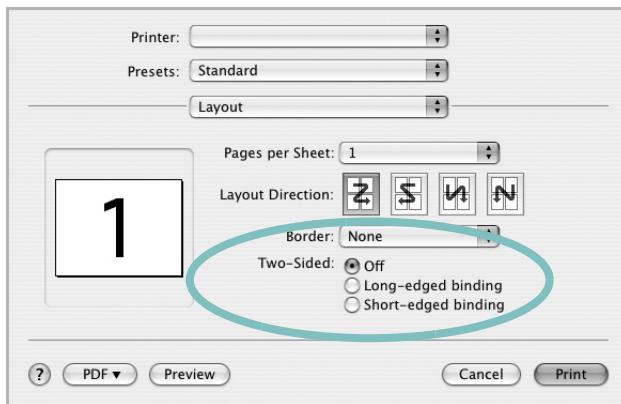 Printer:
Presets: Standard
Layout
Pages per Sheet: 1
1
Layout Direction:
Border: None
Two-Sided: Off
Long-edged binding
Short-edged binding
? PDF▼ Preview Cancel Print